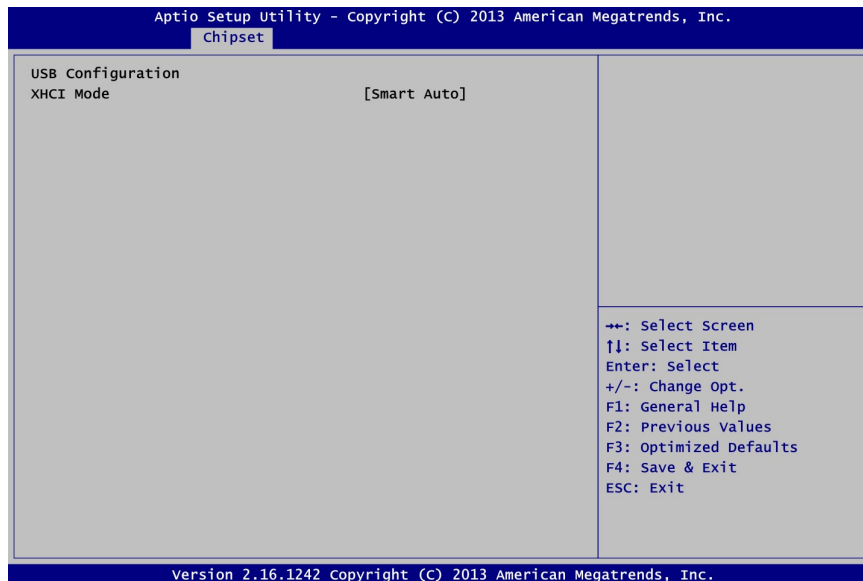 Aptio Setup Utility - Copyright (C) 2013 American Megatrends, Inc.
Chipset
USB Configuration
XHCI Mode [Smart Auto]
→←: Select Screen
↑↓: Select Item
Enter: Select
+/-: Change Opt.
F1: General Help
F2: Previous Values
F3: Optimized Defaults
F4: Save & Exit
ESC: Exit
Version 2.16.1242 Copyright (C) 2013 American Megatrends, Inc.